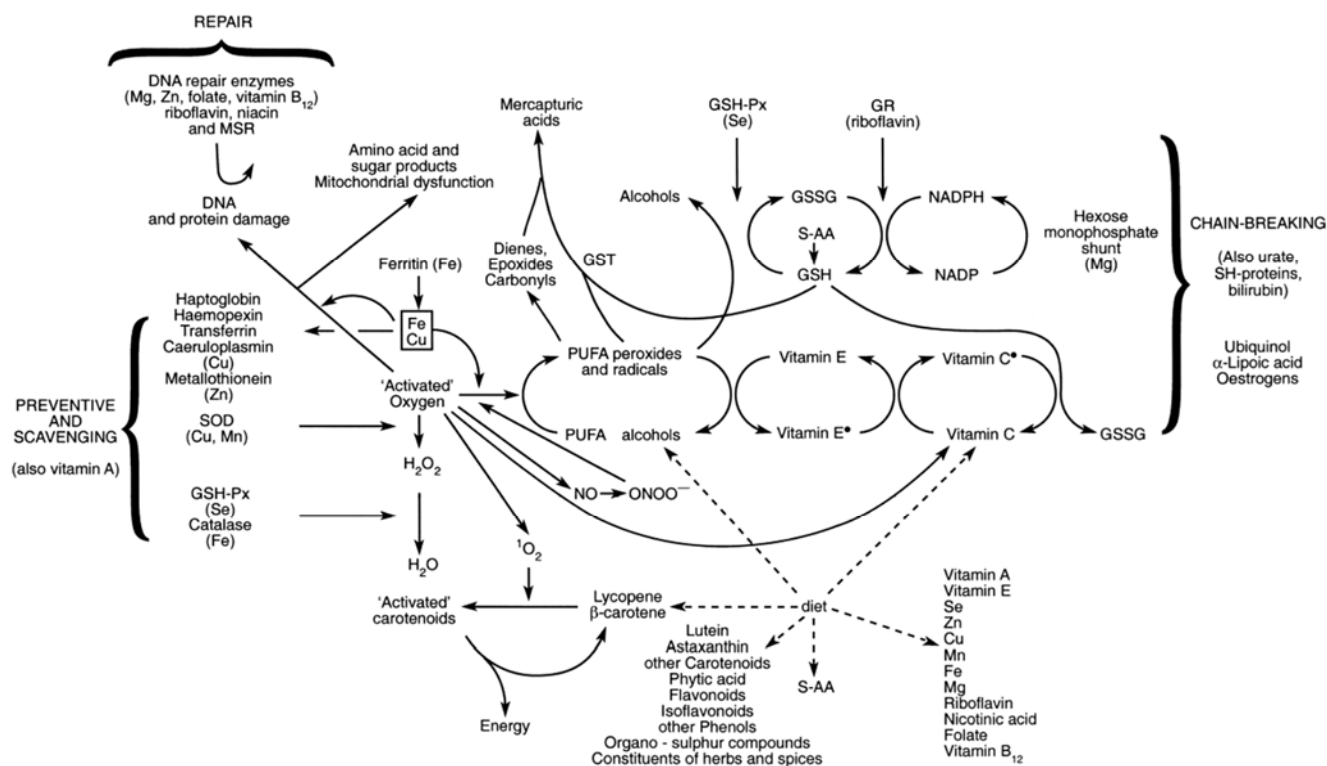 REPAIR
DNA repair enzymes
(Mg, Zn, folate, vitamin B₁₂)
riboflavin, niacin
and MSR
DNA
and protein damage
Amino acid and
sugar products
Mitochondrial dysfunction
Mercapturic
acids
GSH-Px
(Se)
GR
(riboflavin)
Alcohols
GSSG
NADPH
S-AA
GSH
NADP
Hexose
monophosphate
shunt
(Mg)
CHAIN-BREAKING
(Also urate,
SH-proteins,
bilirubin)
Ubiquinol
α-Lipoic acid
Oestrogens
Dienes,
Epoxides
Carbonyls
GST
Ferritin (Fe)
Fe
Cu
Haptoglobin
Haemopexin
Transferrin
Caeruloplasmin
(Cu)
Metallothionein
(Zn)
SOD
(Cu, Mn)
GSH-Px
(Se)
Catalase
(Fe)
PREVENTIVE
AND
SCAVENGING
(also vitamin A)
'Activated'
Oxygen
PUFA peroxides
and radicals
Vitamin E
Vitamin C•
PUFA alcohols
Vitamin E•
Vitamin C
GSSG
H₂O₂
NO
ONOO⁻
H₂O
¹O₂
'Activated'
carotenoids
Lycopene
β-carotene
diet
Energy
Lutein
Astaxanthin
other Carotenoids
Phytic acid
Flavonoids
Isoflavonoids
other Phenols
Organo - sulphur compounds
Constituents of herbs and spices
S-AA
Vitamin A
Vitamin E
Se
Zn
Cu
Mn
Fe
Mg
Riboflavin
Nicotinic acid
Folate
Vitamin B₁₂